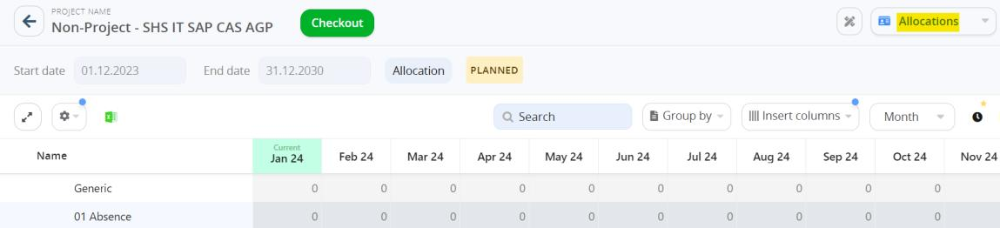 PROJECT NAME
Non-Project - SHS IT SAP CAS AGP
Checkout
Allocations
Start date 01.12.2023 End date 31.12.2030 Allocation PLANNED
Search Group by Insert columns Month
Name Current Jan 24 Feb 24 Mar 24 Apr 24 May 24 Jun 24 Jul 24 Aug 24 Sep 24 Oct 24 Nov 24
Generic 0 0 0 0 0 0 0 0 0 0
01 Absence 0 0 0 0 0 0 0 0 0 0